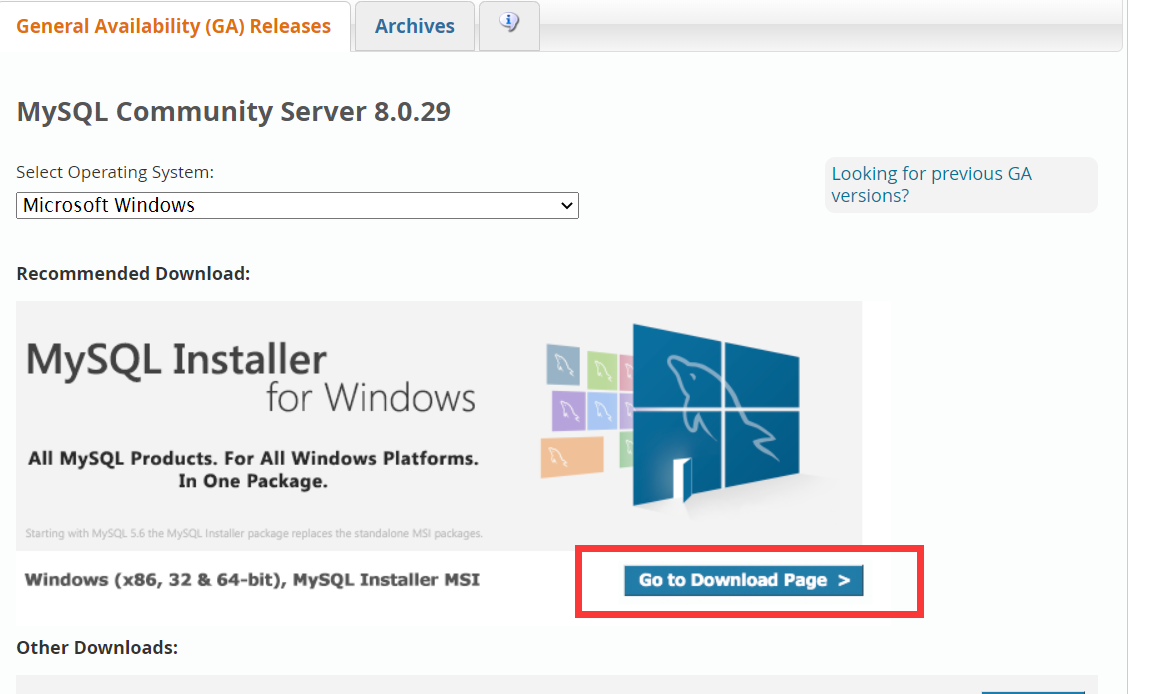 General Availability (GA) Releases
Archives
MySQL Community Server 8.0.29
Select Operating System:
Looking for previous GA
versions?
Microsoft Windows
Recommended Download:
MySQL Installer
for Windows
All MySQL Products. For All Windows Platforms.
In One Package.
Starting with MySQL 5.6 the MySQL Installer package replaces the standalone MSI packages.
Windows (x86, 32 & 64-bit), MySQL Installer MSI
Go to Download Page >
Other Downloads: